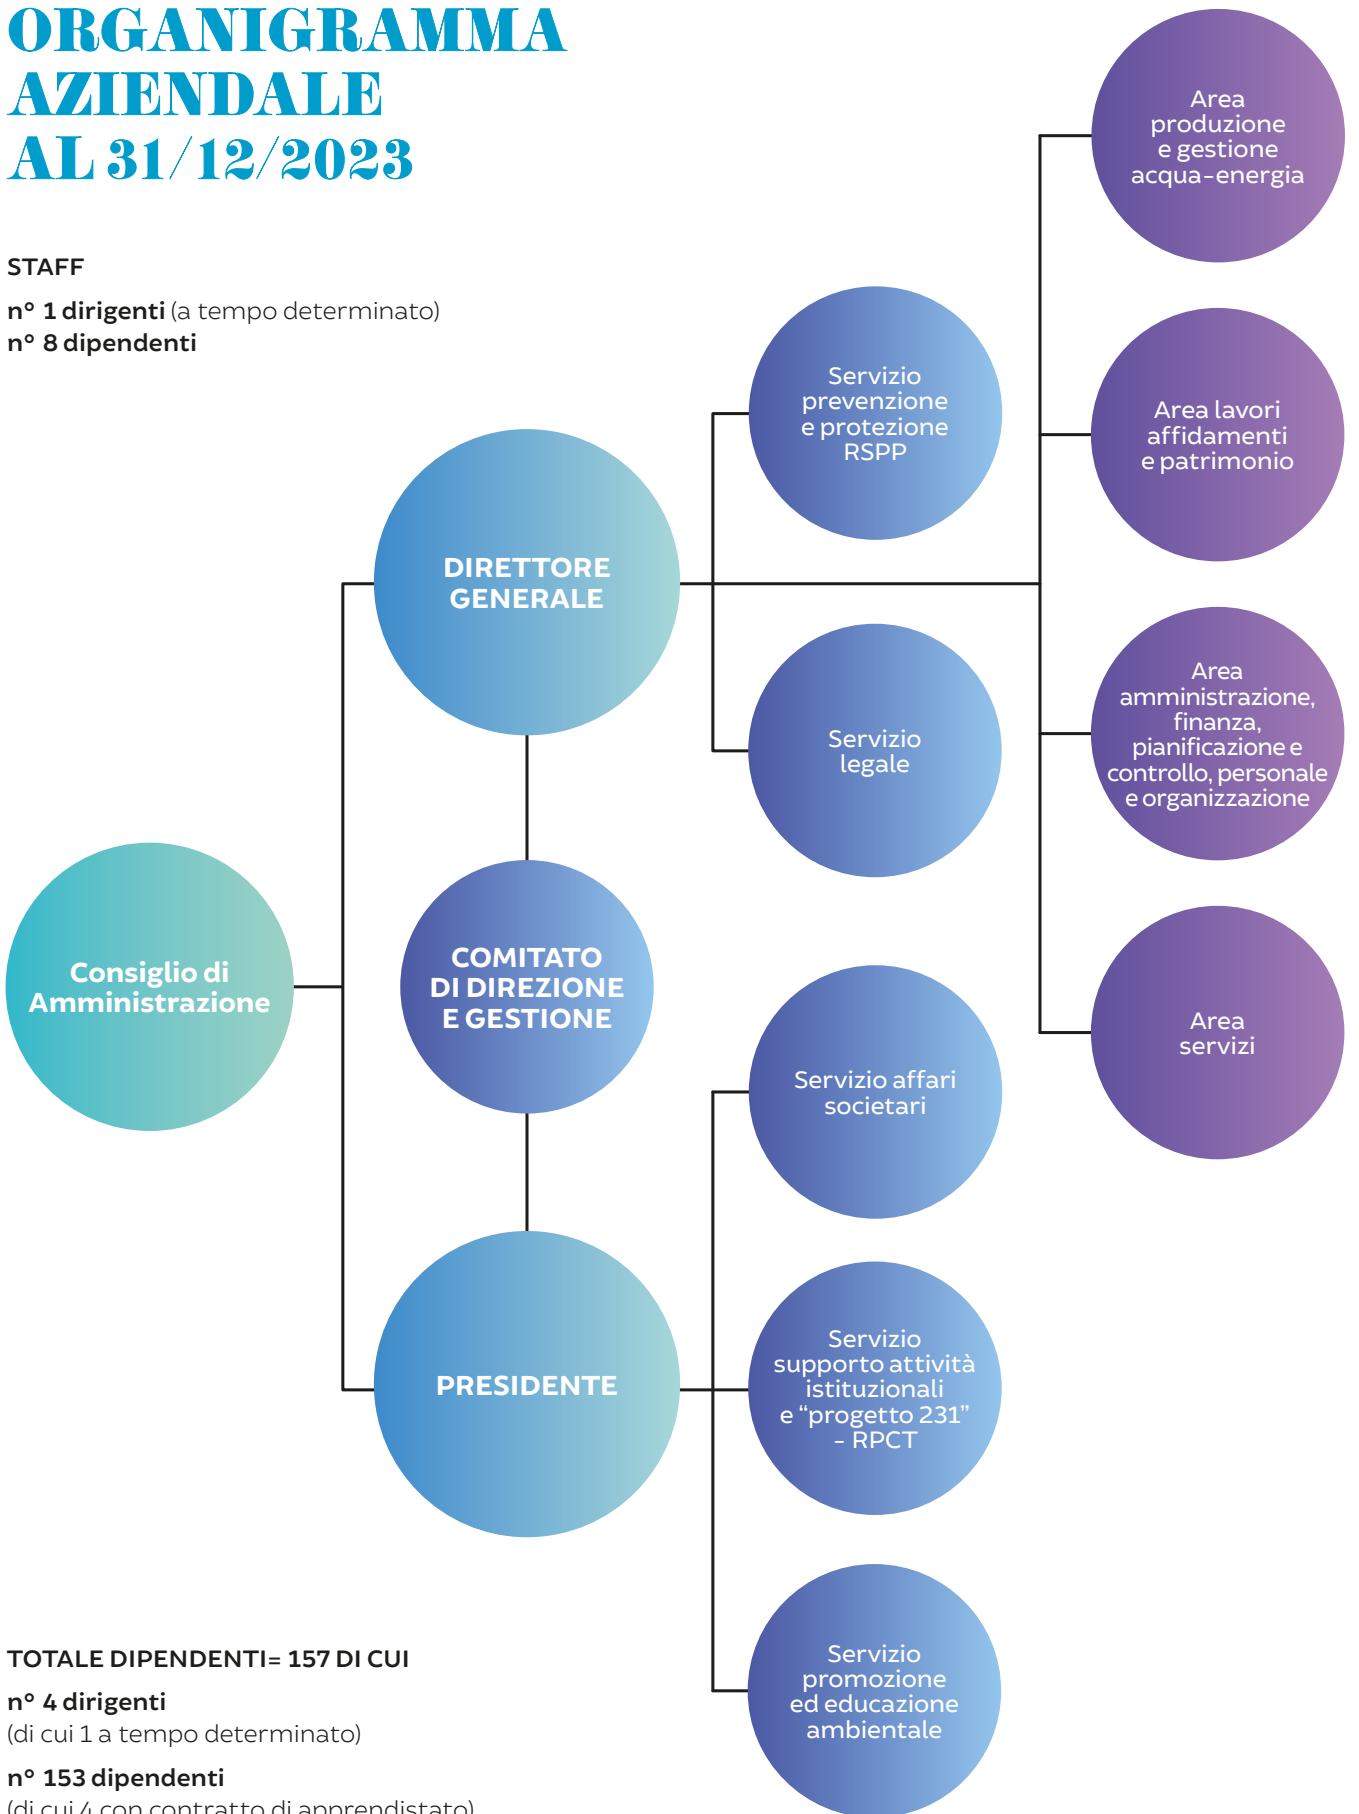 ORGANIGRAMMA
AZIENDALE
AL 31/12/2023
STAFF
n° 1 dirigenti (a tempo determinato)
n° 8 dipendenti
Consiglio di
Amministrazione
DIRETTORE
GENERALE
COMITATO
DI DIREZIONE
E GESTIONE
PRESIDENTE
Servizio
prevenzione
e protezione
RSPP
Servizio
legale
Servizio affari
societari
Servizio
supporto attività
istituzionali
e “progetto 231”
- RPCT
Servizio
promozione
ed educazione
ambientale
Area
produzione
e gestione
acqua-energia
Area lavori
affidamenti
e patrimonio
Area
amministrazione,
finanza,
pianificazione e
controllo, personale
e organizzazione
Area
servizi
TOTALE DIPENDENTI= 157 DI CUI
n° 4 dirigenti
(di cui 1 a tempo determinato)
n° 153 dipendenti
(di cui 4 con contratto di apprendistato)